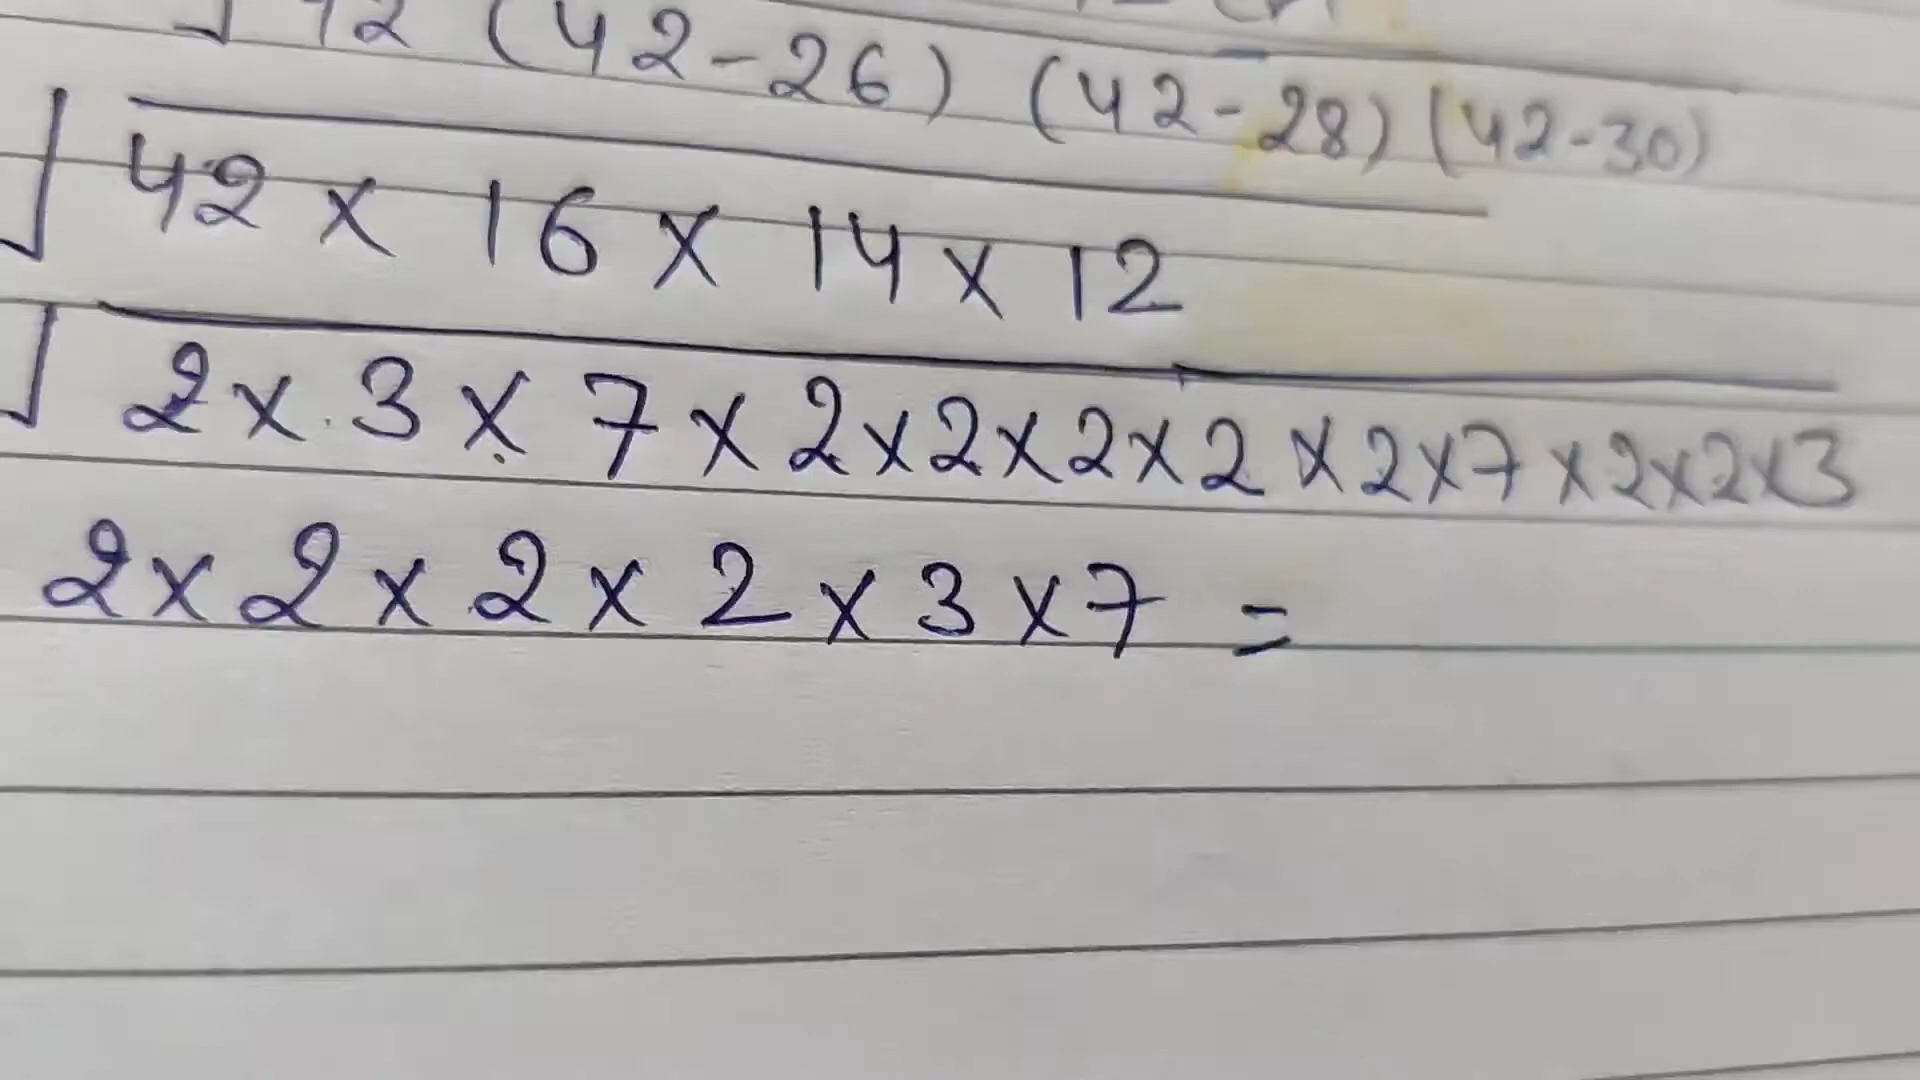 √42 (42-26) (42-28) (42-30)
√42 × 16 × 14 × 12
√2 × 3 × 7 × 2 × 2 × 2 × 2 × 2 × 7 × 2 × 2 × 3
2 × 2 × 2 × 2 × 3 × 7 =